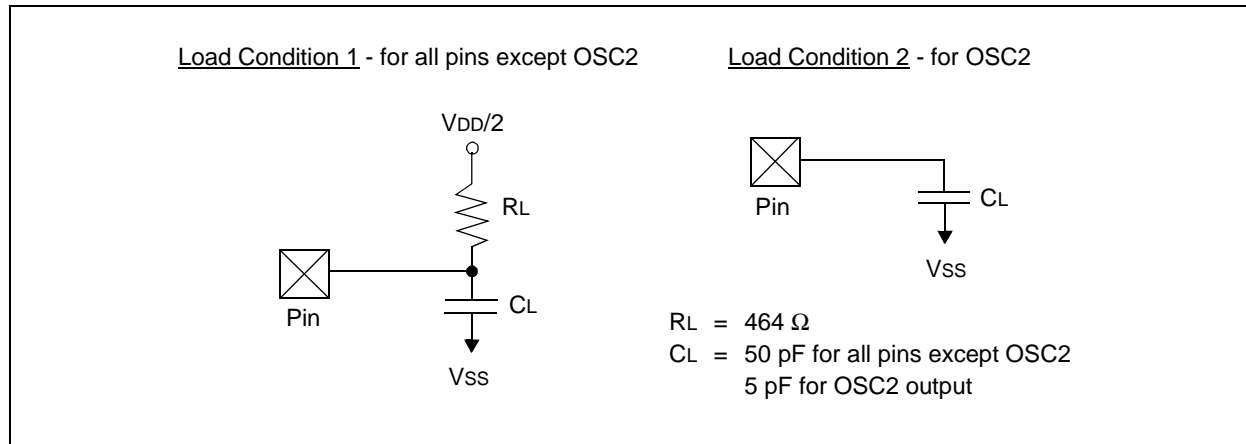 Load Condition 1 - for all pins except OSC2
VDD/2
RL
Pin
CL
VSS
Load Condition 2 - for OSC2
Pin
CL
VSS
RL = 464 Ω
CL = 50 pF for all pins except OSC2
5 pF for OSC2 output